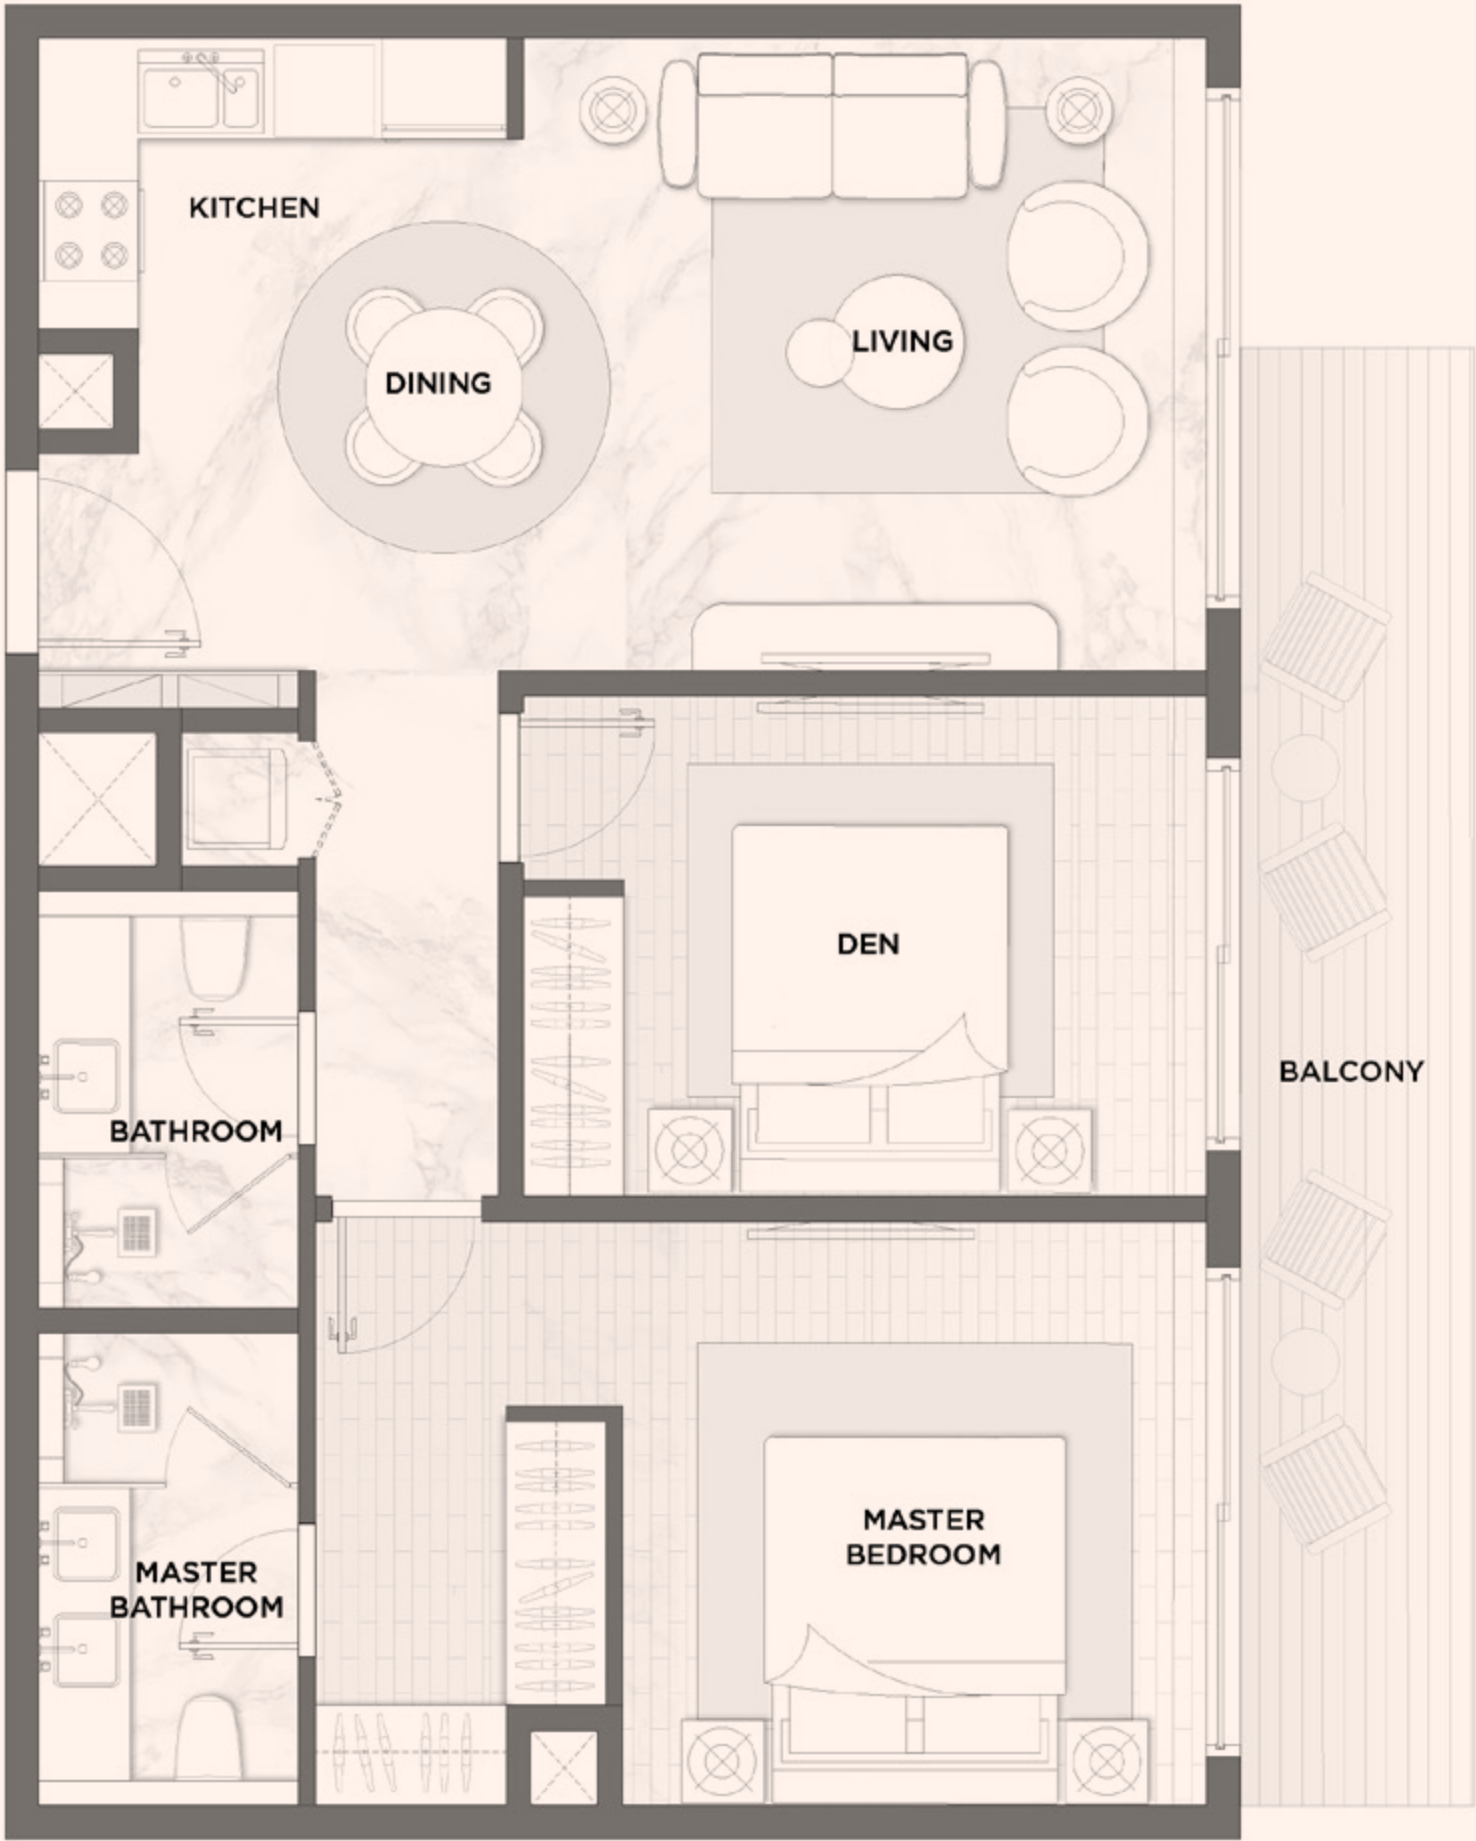 KITCHEN
LIVING
DINING
DEN
BALCONY
BATHROOM
MASTER
BEDROOM
MASTER
BATHROOM